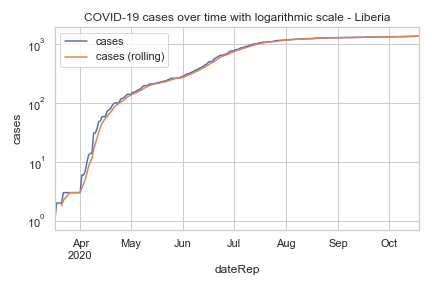 COVID-19 cases over time with logarithmic scale - Liberia
cases
cases (rolling)
10³
10²
10¹
10⁰
cases
Apr May Jun Jul Aug Sep Oct
2020
dateRep